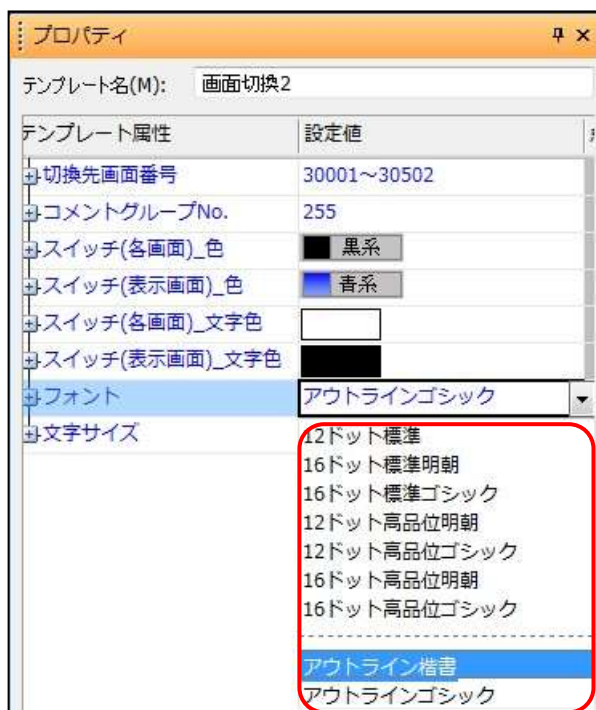 プロパティ
テンプレート名(M): 画面切換2
テンプレート属性 設定値
切換先画面番号 30001~30502
コメントグループNo. 255
スイッチ(各画面)_色 黒系
スイッチ(表示画面)_色 青系
スイッチ(各画面)_文字色
スイッチ(表示画面)_文字色
フォント アウトラインゴシック
文字サイズ
12ドット標準
16ドット標準明朝
16ドット標準ゴシック
12ドット高品位明朝
12ドット高品位ゴシック
16ドット高品位明朝
16ドット高品位ゴシック
アウトライン楷書
アウトラインゴシック